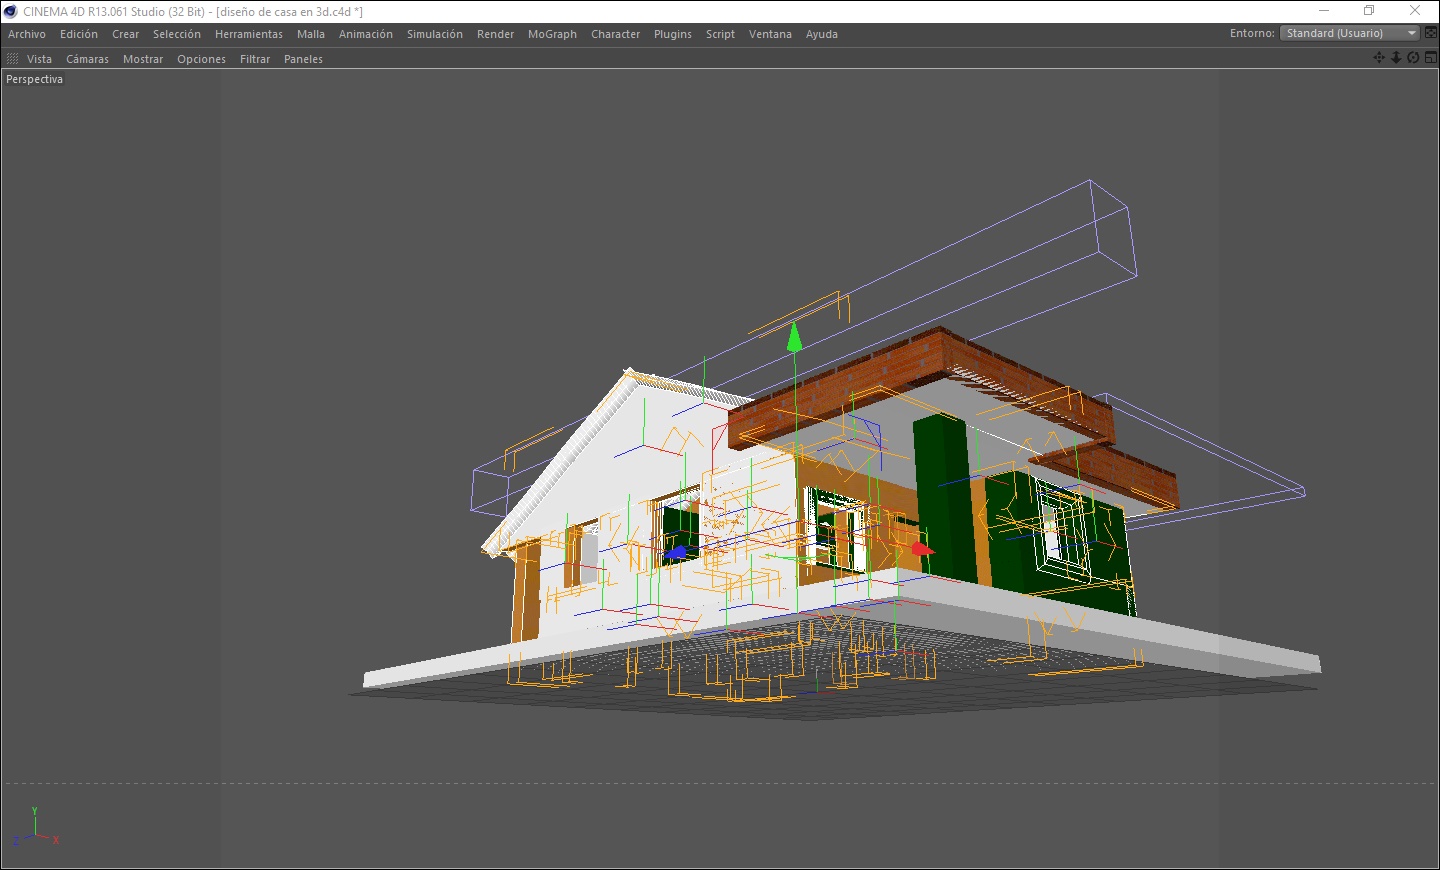 CINEMA 4D R13.061 Studio (32 Bit) - [diseño de casa en 3d.c4d *]
Archivo Edición Crear Selección Herramientas Malla Animación Simulación Render MoGraph Character Plugins Script Ventana Ayuda Entorno: Standard (Usuario)
Vista Cámaras Mostrar Opciones Filtrar Paneles
Perspectiva
Y
Z X